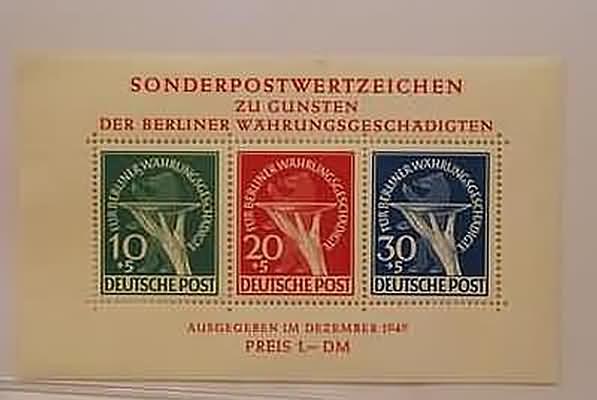 SONDERPOSTWERTZEICHEN
ZU GUNSTEN
DER BERLINER WÄHRUNGSGESCHÄDIGTEN
FÜR BERLINER WÄHRUNGSGESCHÄDIGTE
10
+5
DEUTSCHE POST
FÜR BERLINER WÄHRUNGSGESCHÄDIGTE
20
+5
DEUTSCHE POST
FÜR BERLINER WÄHRUNGSGESCHÄDIGTE
30
+5
DEUTSCHE POST
AUSGEGEBEN IM DEZEMBER 1949
PREIS 1.— DM